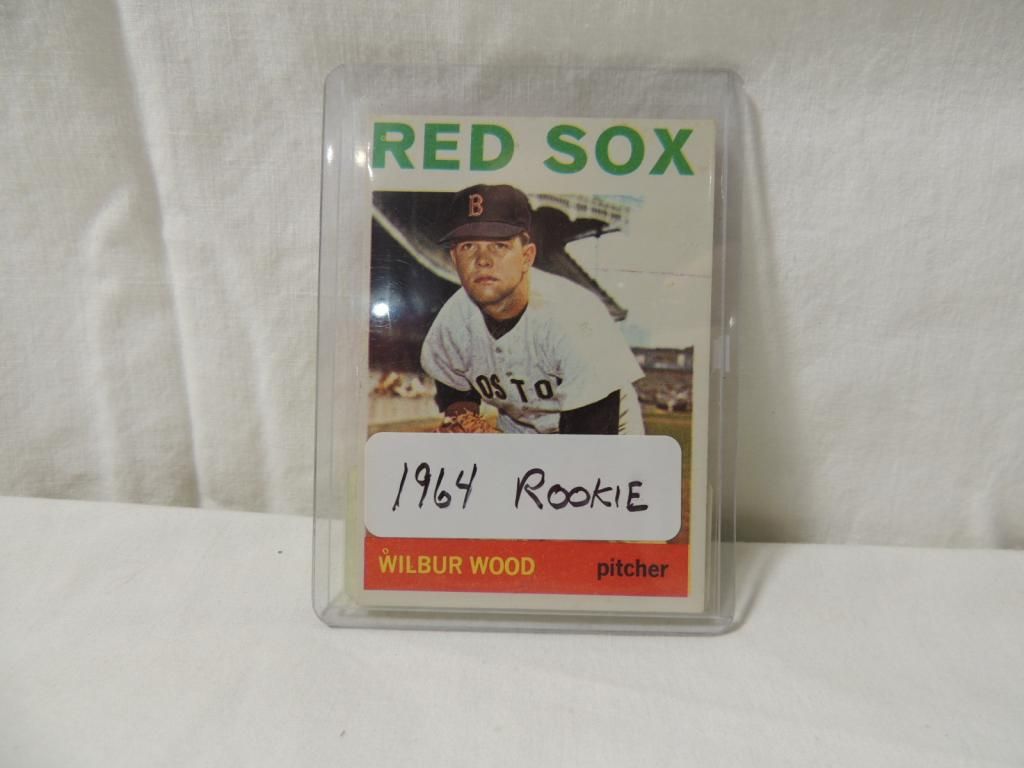 RED SOX
B
OSTO
1964 ROOKIE
WILBUR WOOD pitcher